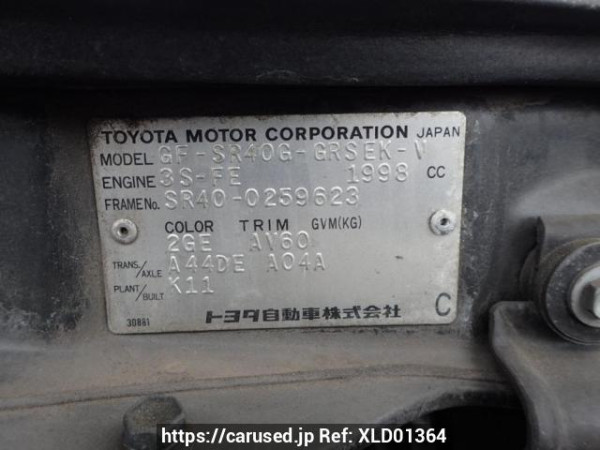 TOYOTA MOTOR CORPORATION JAPAN
MODEL GF-SR40G-GRSEK-V
ENGINE 3S-FE 1998 CC
FRAME No. SR40-0259623
COLOR TRIM GVM(KG)
2GE AV60
TRANS./AXLE A44DE A04A
PLANT/BUILT K11
30881 トヨタ自動車株式会社 C
https://carused.jp Ref: XLD01364